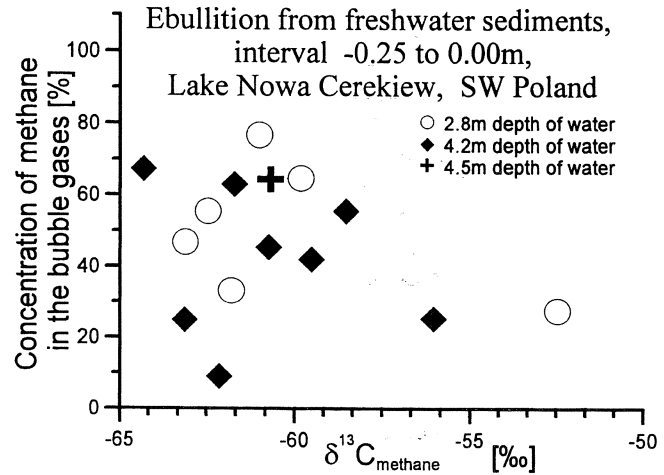 Ebullition from freshwater sediments,
interval -0.25 to 0.00m,
Lake Nowa Cerekiew, SW Poland
2.8m depth of water
4.2m depth of water
4.5m depth of water
Concentration of methane
in the bubble gases [%]
100
80
60
40
20
0
-65
-60
-55
-50
δ¹³Cmethane [‰]